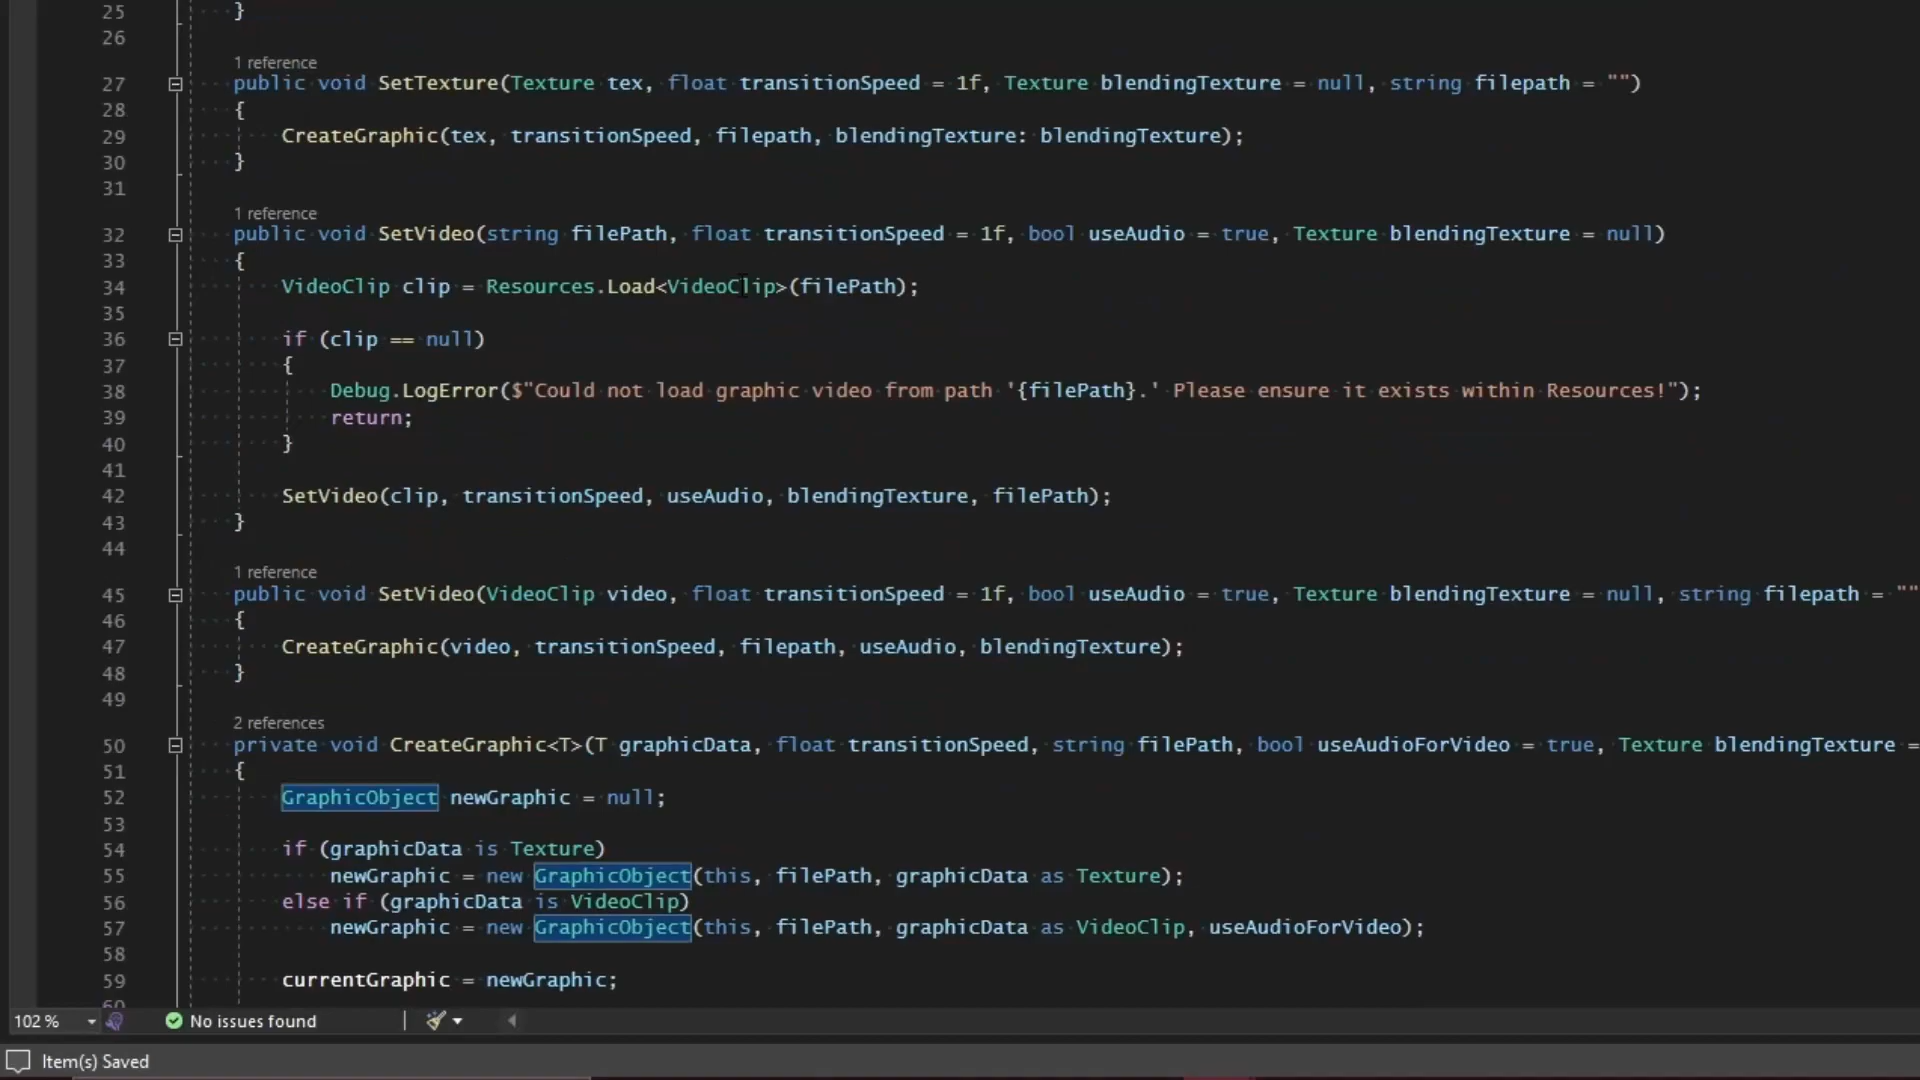 25 }
26
1 reference
27 public void SetTexture(Texture tex, float transitionSpeed = 1f, Texture blendingTexture = null, string filepath = "")
28 {
29 CreateGraphic(tex, transitionSpeed, filepath, blendingTexture: blendingTexture);
30 }
31
1 reference
32 public void SetVideo(string filePath, float transitionSpeed = 1f, bool useAudio = true, Texture blendingTexture = null)
33 {
34 VideoClip clip = Resources.Load<VideoClip>(filePath);
35
36 if (clip == null)
37 {
38 Debug.LogError($"Could not load graphic video from path '{filePath}.' Please ensure it exists within Resources!");
39 return;
40 }
41
42 SetVideo(clip, transitionSpeed, useAudio, blendingTexture, filePath);
43 }
44
1 reference
45 public void SetVideo(VideoClip video, float transitionSpeed = 1f, bool useAudio = true, Texture blendingTexture = null, string filepath = ""
46 {
47 CreateGraphic(video, transitionSpeed, filepath, useAudio, blendingTexture);
48 }
49
2 references
50 private void CreateGraphic<T>(T graphicData, float transitionSpeed, string filePath, bool useAudioForVideo = true, Texture blendingTexture =
51 {
52 GraphicObject newGraphic = null;
53
54 if (graphicData is Texture)
55 newGraphic = new GraphicObject(this, filePath, graphicData as Texture);
56 else if (graphicData is VideoClip)
57 newGraphic = new GraphicObject(this, filePath, graphicData as VideoClip, useAudioForVideo);
58
59 currentGraphic = newGraphic;
60
102 % No issues found
Item(s) Saved